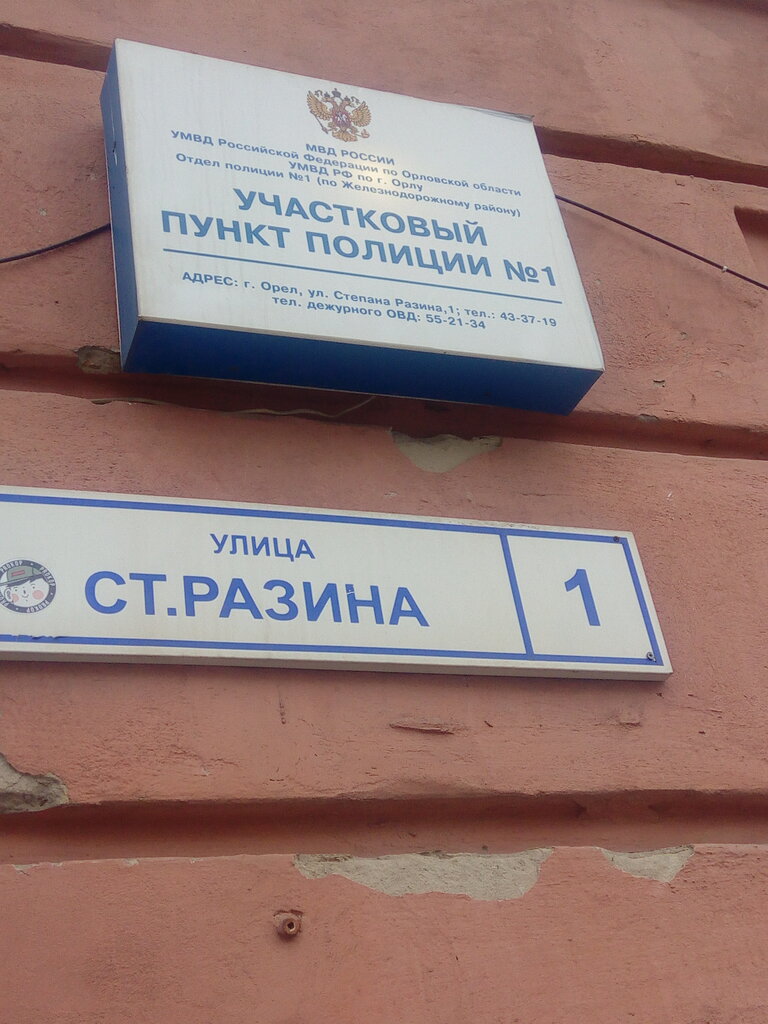 МВД РОССИИ
УМВД Российской Федерации по Орловской области
УМВД РФ по г. Орлу
Отдел полиции №1 (по Железнодорожному району)
УЧАСТКОВЫЙ
ПУНКТ ПОЛИЦИИ №1
АДРЕС: г. Орел, ул. Степана Разина,1; тел.: 43-37-19
тел. дежурного ОВД: 55-21-34
УЛИЦА
СТ.РАЗИНА
1